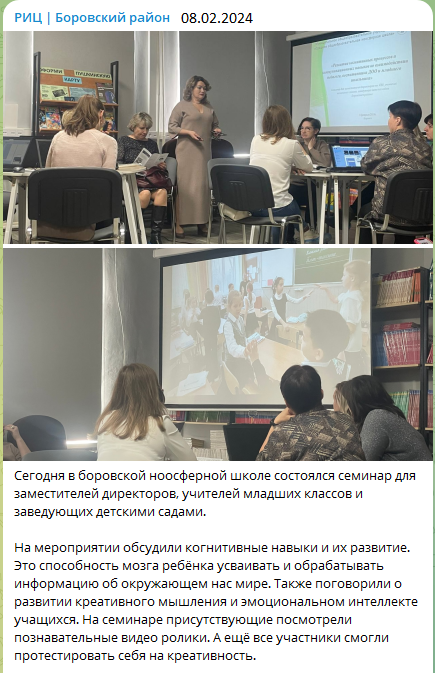 РИЦ | Боровский район 08.02.2024
ПУШКИНСКУЮ
КАРТУ
Сегодня в боровской ноосферной школе состоялся семинар для
заместителей директоров, учителей младших классов и
заведующих детскими садами.
На мероприятии обсудили когнитивные навыки и их развитие.
Это способность мозга ребёнка усваивать и обрабатывать
информацию об окружающем нас мире. Также поговорили о
развитии креативного мышления и эмоциональном интеллекте
учащихся. На семинаре присутствующие посмотрели
познавательные видео ролики. А ещё все участники смогли
протестировать себя на креативность.